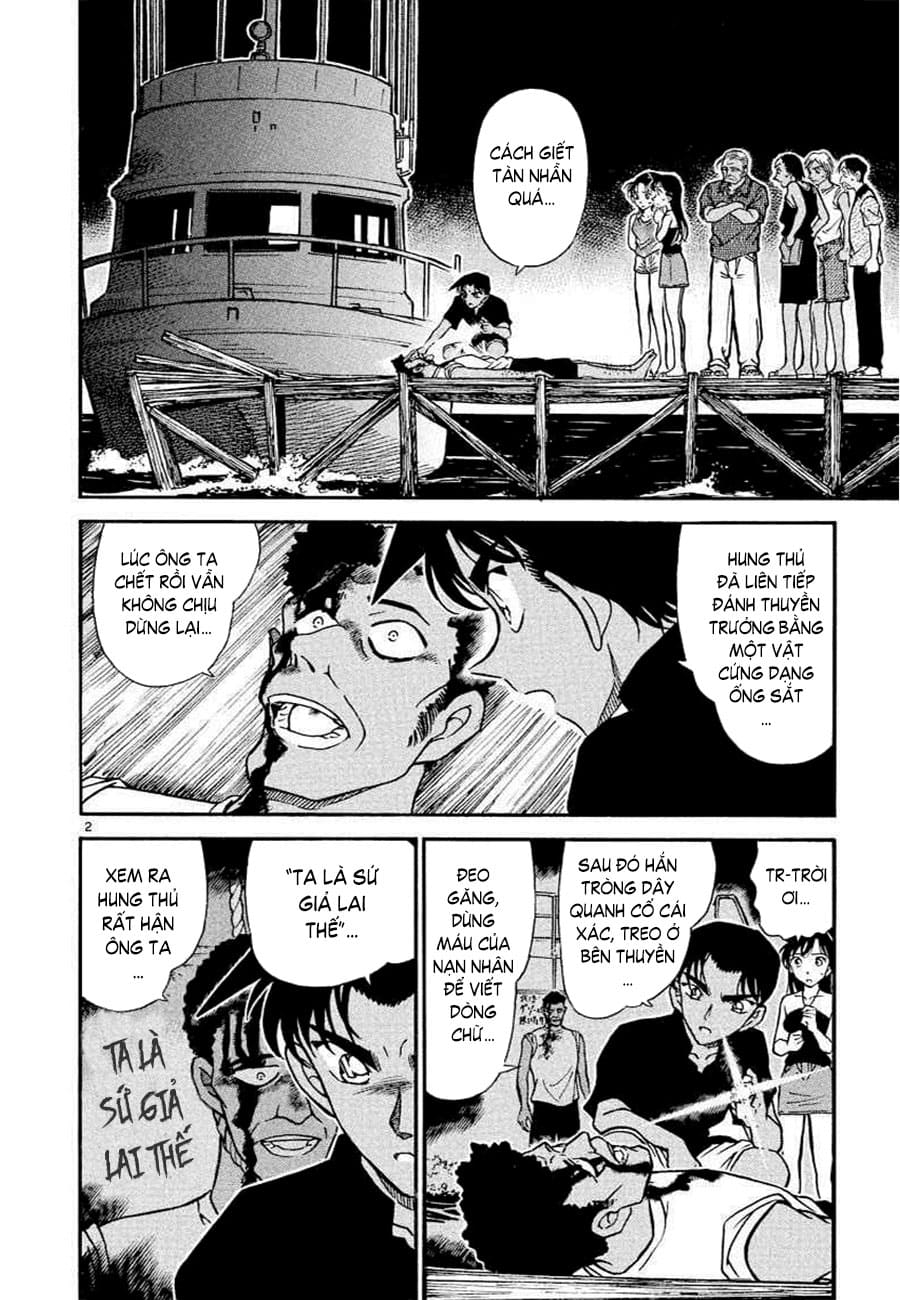 CÁCH GIẾT
TÀN NHẪN
QUÁ...
HUNG THỦ
ĐÃ LIÊN TIẾP
ĐÁNH THUYỀN
TRƯỞNG BẰNG
MỘT VẬT
CỨNG DẠNG
ỐNG SẮT
...
LÚC ÔNG TA
CHẾT RỒI VẪN
KHÔNG CHỊU
DỪNG LẠI...
2
TR-TRỜI
ƠI...
SAU ĐÓ HẮN
TRÒNG DÂY
QUANH CỔ CÁI
XÁC, TREO Ở
BÊN THUYỀN
...
ĐEO
GĂNG,
DÙNG
MÁU CỦA
NẠN NHÂN
ĐỂ VIẾT
DÒNG
CHỮ...
"TA LÀ SỨ
GIẢ LAI
THẾ"...
XEM RA
HUNG THỦ
RẤT HẬN
ÔNG TA
...
TA LÀ
SỨ GIẢ
LAI THẾ